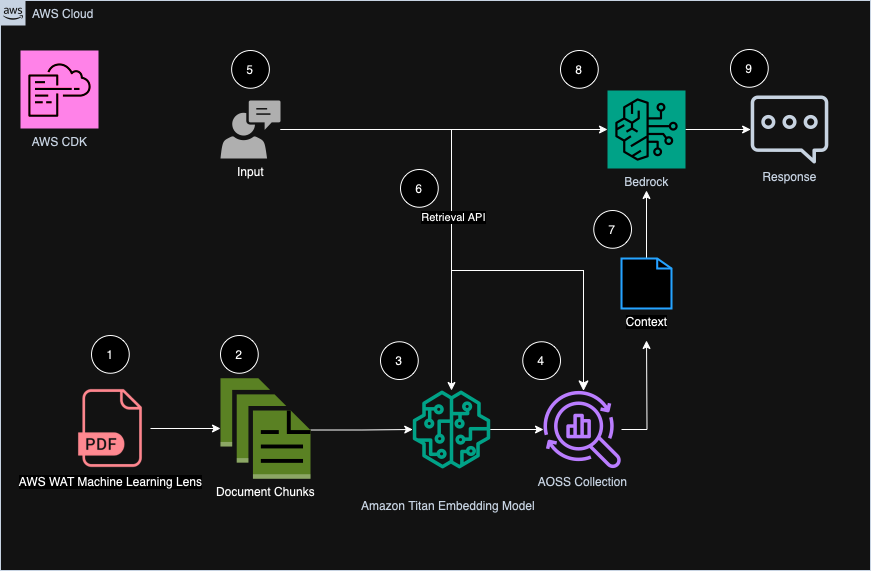 aws
AWS Cloud
AWS CDK
5
Input
8
Bedrock
9
Response
6
Retrieval API
7
Context
1
PDF
AWS WAT Machine Learning Lens
2
Document Chunks
3
Amazon Titan Embedding Model
4
AOSS Collection